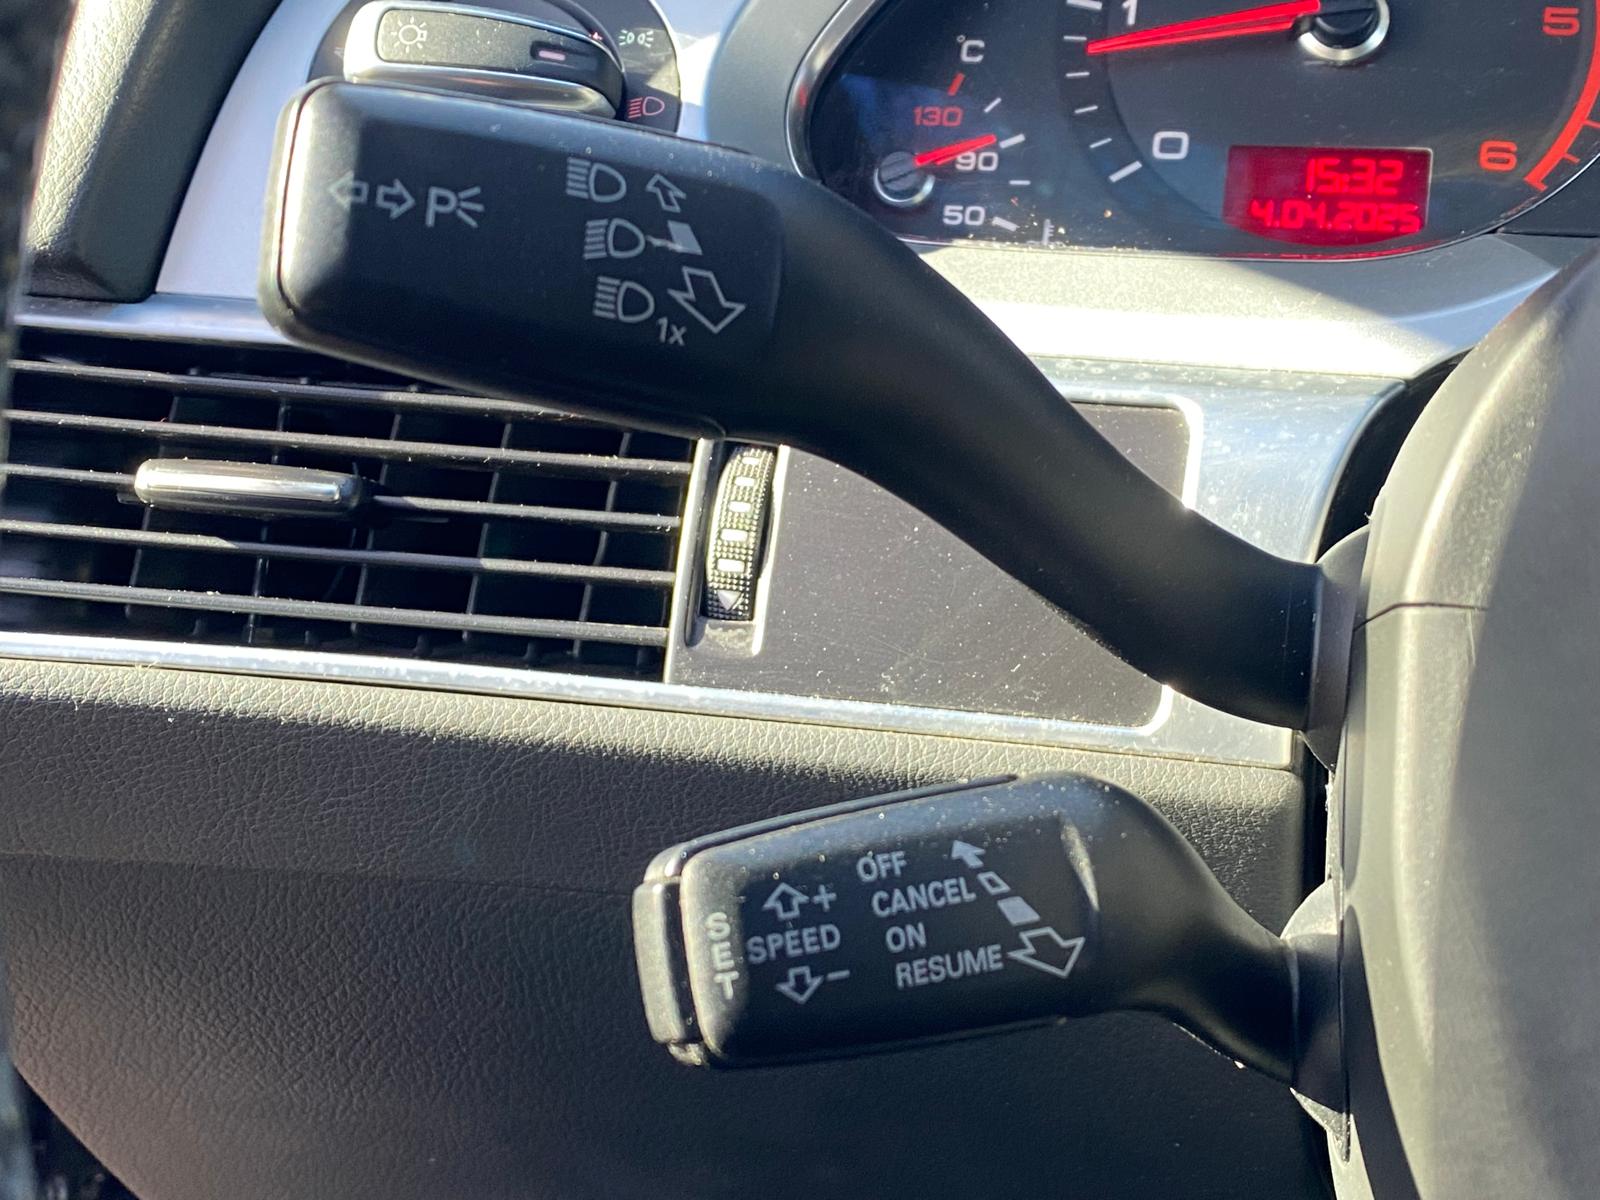 °C
130
90
50
1
0
5
6
15:32
4.04.2025
P
1x
SET
+
SPEED
-
OFF
CANCEL
ON
RESUME